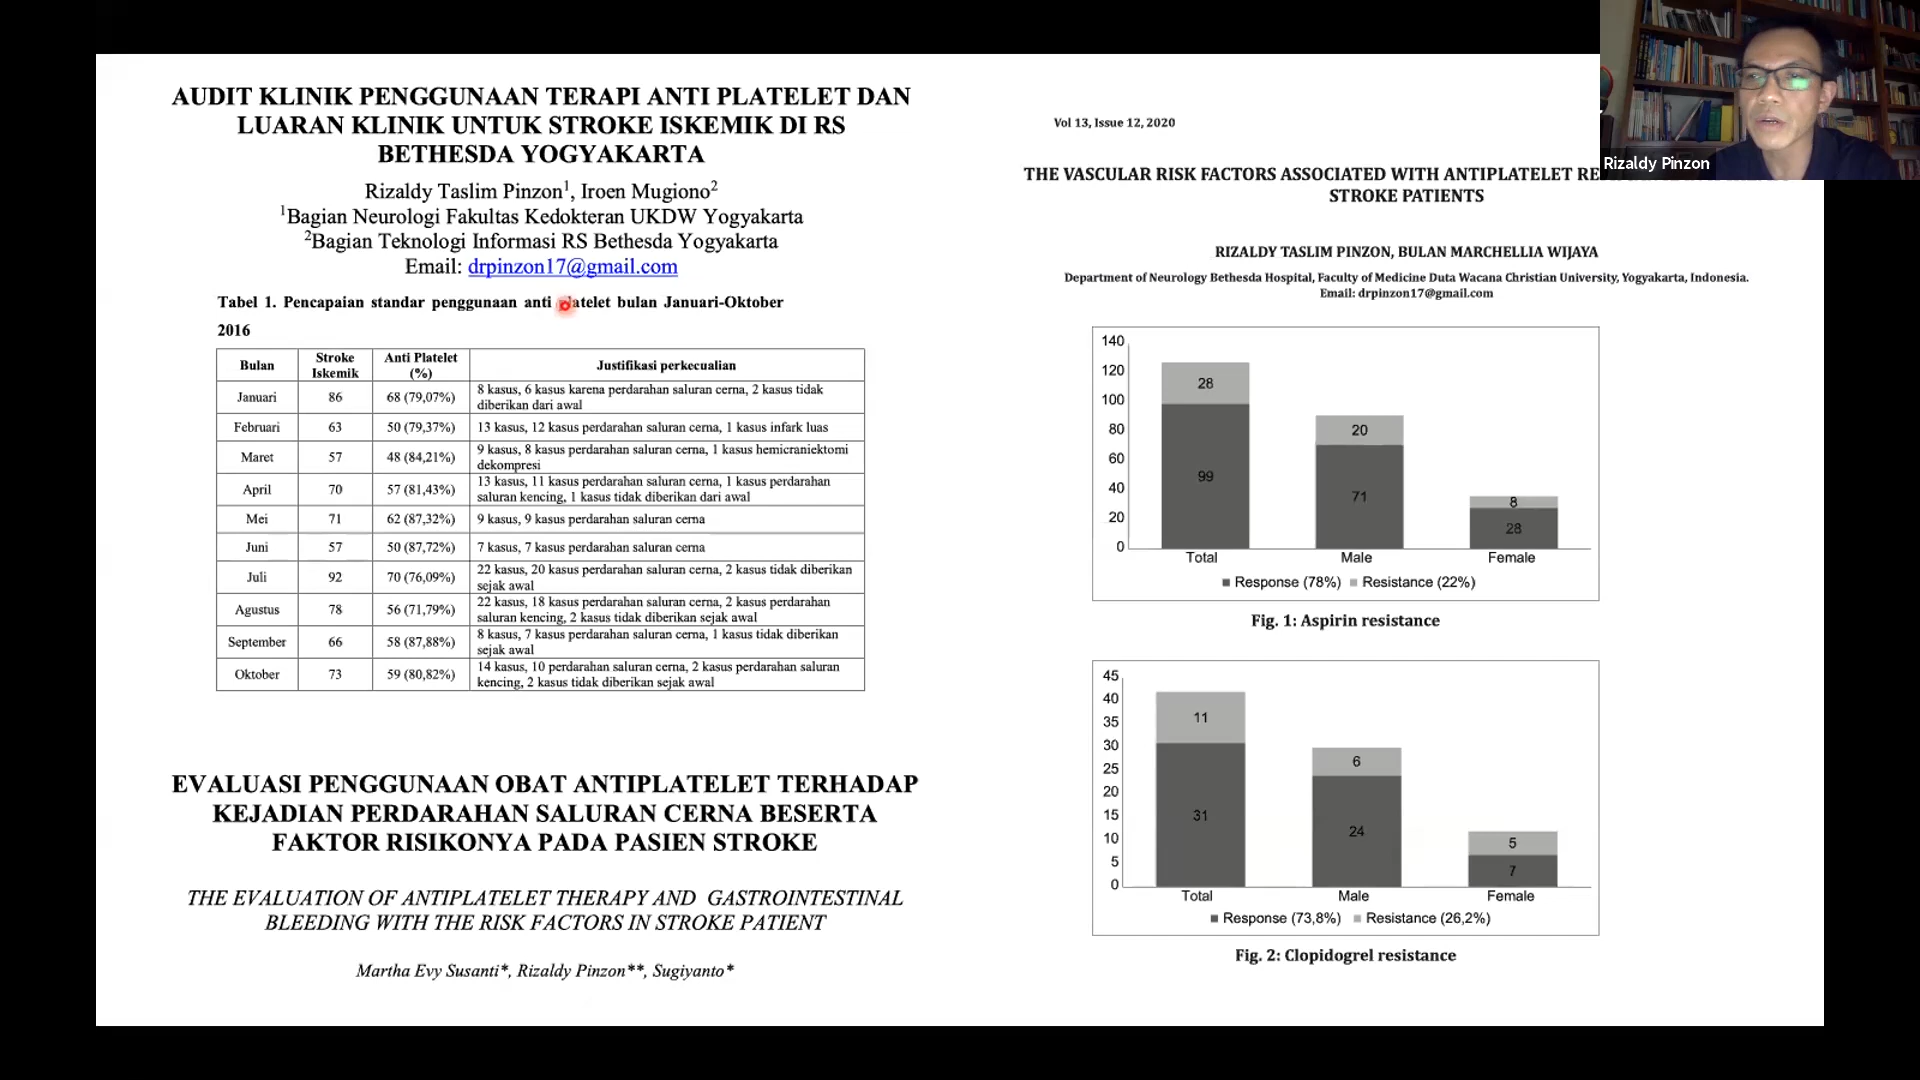 AUDIT KLINIK PENGGUNAAN TERAPI ANTI PLATELET DAN
LUARAN KLINIK UNTUK STROKE ISKEMIK DI RS
BETHESDA YOGYAKARTA
Rizaldy Taslim Pinzon1, Iroen Mugiono2
1Bagian Neurologi Fakultas Kedokteran UKDW Yogyakarta
2Bagian Teknologi Informasi RS Bethesda Yogyakarta
Email: drpinzon17@gmail.com
Tabel 1. Pencapaian standar penggunaan anti platelet bulan Januari-Oktober
2016
Bulan Stroke Iskemik Anti Platelet (%) Justifikasi perkecualian
Januari 86 68 (79,07%) 8 kasus, 6 kasus karena perdarahan saluran cerna, 2 kasus tidak
diberikan dari awal
Februari 63 50 (79,37%) 13 kasus, 12 kasus perdarahan saluran cerna, 1 kasus infark luas
Maret 57 48 (84,21%) 9 kasus, 8 kasus perdarahan saluran cerna, 1 kasus hemicraniektomi
dekompresi
April 70 57 (81,43%) 13 kasus, 11 kasus perdarahan saluran cerna, 1 kasus perdarahan
saluran kencing, 1 kasus tidak diberikan dari awal
Mei 71 62 (87,32%) 9 kasus, 9 kasus perdarahan saluran cerna
Juni 57 50 (87,72%) 7 kasus, 7 kasus perdarahan saluran cerna
Juli 92 70 (76,09%) 22 kasus, 20 kasus perdarahan saluran cerna, 2 kasus tidak diberikan
sejak awal
Agustus 78 56 (71,79%) 22 kasus, 18 kasus perdarahan saluran cerna, 2 kasus perdarahan
saluran kencing, 2 kasus tidak diberikan sejak awal
September 66 58 (87,88%) 8 kasus, 7 kasus perdarahan saluran cerna, 1 kasus tidak diberikan
sejak awal
Oktober 73 59 (80,82%) 14 kasus, 10 perdarahan saluran cerna, 2 kasus perdarahan saluran
kencing, 2 kasus tidak diberikan sejak awal
EVALUASI PENGGUNAAN OBAT ANTIPLATELET TERHADAP
KEJADIAN PERDARAHAN SALURAN CERNA BESERTA
FAKTOR RISIKONYA PADA PASIEN STROKE
THE EVALUATION OF ANTIPLATELET THERAPY AND GASTROINTESTINAL
BLEEDING WITH THE RISK FACTORS IN STROKE PATIENT
Martha Evy Susanti*, Rizaldy Pinzon**, Sugiyanto*
Vol 13, Issue 12, 2020
THE VASCULAR RISK FACTORS ASSOCIATED WITH ANTIPLATELET
STROKE PATIENTS
RIZALDY TASLIM PINZON, BULAN MARCHELLIA WIJAYA
Department of Neurology Bethesda Hospital, Faculty of Medicine Duta Wacana Christian University, Yogyakarta, Indonesia.
Email: drpinzon17@gmail.com
140
120
100
80
60
40
20
0
28
99
20
71
8
28
Total Male Female
Response (78%) Resistance (22%)
Fig. 1: Aspirin resistance
45
40
35
30
25
20
15
10
5
0
11
31
6
24
5
7
Total Male Female
Response (73,8%) Resistance (26,2%)
Fig. 2: Clopidogrel resistance
Rizaldy Pinzon